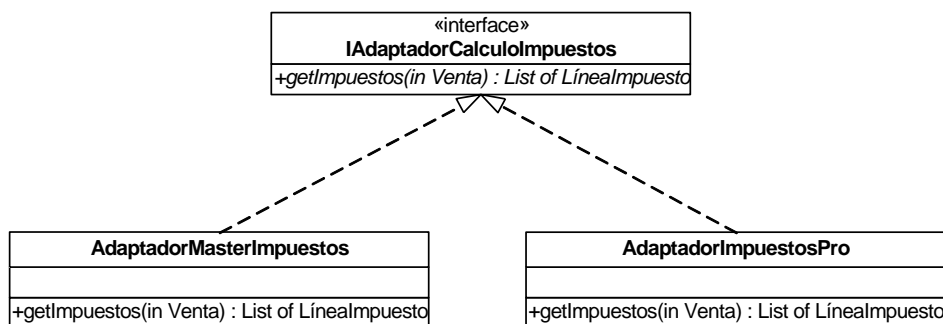 «interface»
IAdaptadorCalculoImpuestos
+getImpuestos(in Venta) : List of LíneaImpuesto
AdaptadorMasterImpuestos
AdaptadorImpuestosPro
+getImpuestos(in Venta) : List of LíneaImpuesto
+getImpuestos(in Venta) : List of LíneaImpuesto